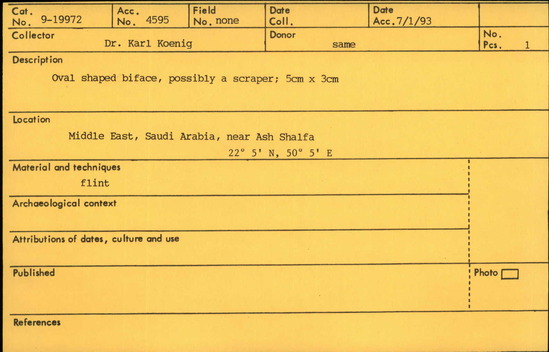 Cat. No. 9-19972 Acc. No. 4595 Field No. none Date Coll. Date Acc. 7/1/93
Collector Dr. Karl Koenig Donor same No. Pcs. 1
Description
Oval shaped biface, possibly a scraper; 5cm x 3cm
Location
Middle East, Saudi Arabia, near Ash Shalfa
22° 5' N, 50° 5' E
Material and techniques
flint
Archaeological context
Attributions of dates, culture and use
Published Photo
References